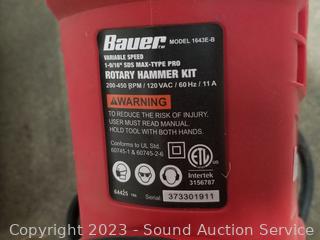 Bauer™ MODEL 1643E-B
VARIABLE SPEED
1-9/16" SDS MAX-TYPE PRO
ROTARY HAMMER KIT
200-450 RPM / 120 VAC / 60 Hz / 11 A
WARNING
TO REDUCE THE RISK OF INJURY,
USER MUST READ MANUAL.
HOLD TOOL WITH BOTH HANDS.
Conforms to UL Std.
60745-1 & 60745-2-6
ETL
Intertek
3156787
64425
Serial 373301911
Copyright 2023 - Sound Auction Service